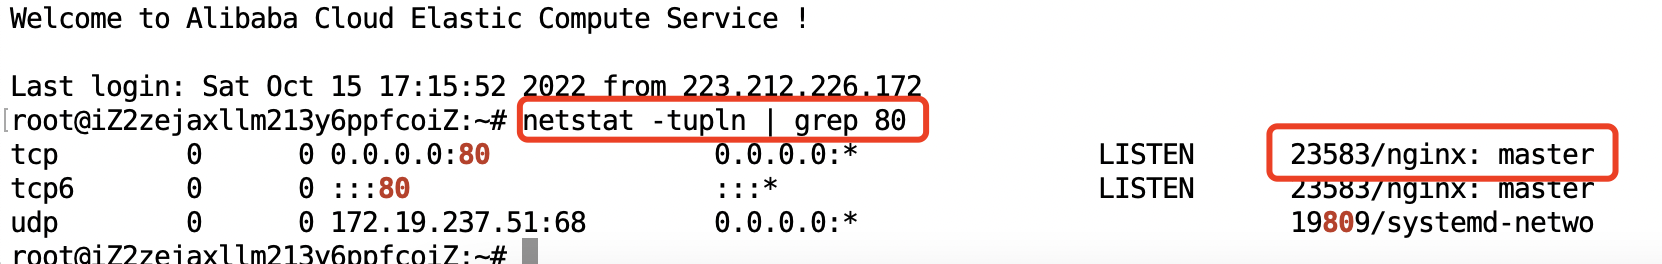 Welcome to Alibaba Cloud Elastic Compute Service !
Last login: Sat Oct 15 17:15:52 2022 from 223.212.226.172
[root@iZ2zejaxllm213y6ppfcoiZ:~# netstat -tupln | grep 80
tcp 0 0 0.0.0.0:80 0.0.0.0:* LISTEN 23583/nginx: master
tcp6 0 0 :::80 :::* LISTEN 23583/nginx: master
udp 0 0 172.19.237.51:68 0.0.0.0:* 19809/systemd-netwo
root@iZ2zejaxllm213y6ppfcoiZ:~#